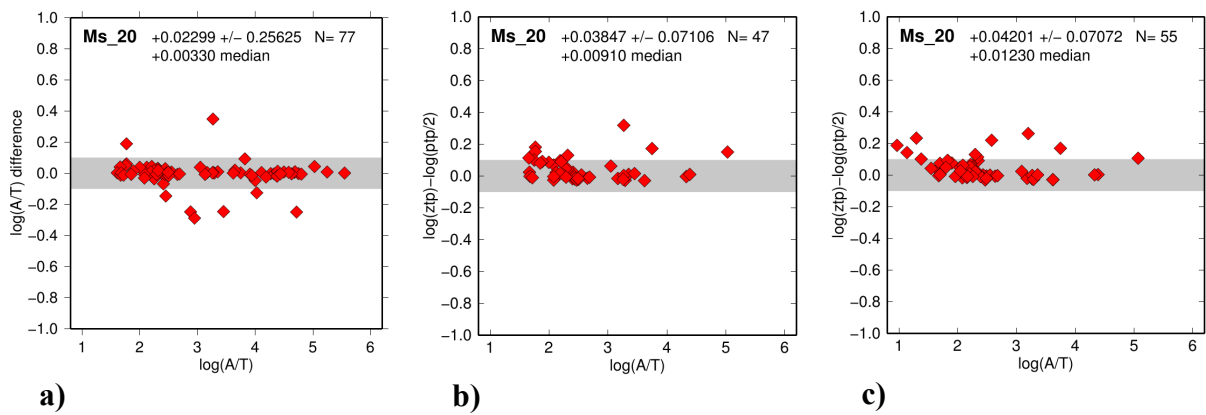 Ms_20 +0.02299 +/− 0.25625 N= 77
+0.00330 median
log(A/T) difference
1.0
0.8
0.6
0.4
0.2
0.0
−0.2
−0.4
−0.6
−0.8
−1.0
1 2 3 4 5 6
log(A/T)
a)
Ms_20 +0.03847 +/− 0.07106 N= 47
+0.00910 median
log(ztp)−log(ptp/2)
1.0
0.8
0.6
0.4
0.2
0.0
−0.2
−0.4
−0.6
−0.8
−1.0
1 2 3 4 5 6
log(A/T)
b)
Ms_20 +0.04201 +/− 0.07072 N= 55
+0.01230 median
log(ztp)−log(ptp/2)
1.0
0.8
0.6
0.4
0.2
0.0
−0.2
−0.4
−0.6
−0.8
−1.0
1 2 3 4 5 6
log(A/T)
c)